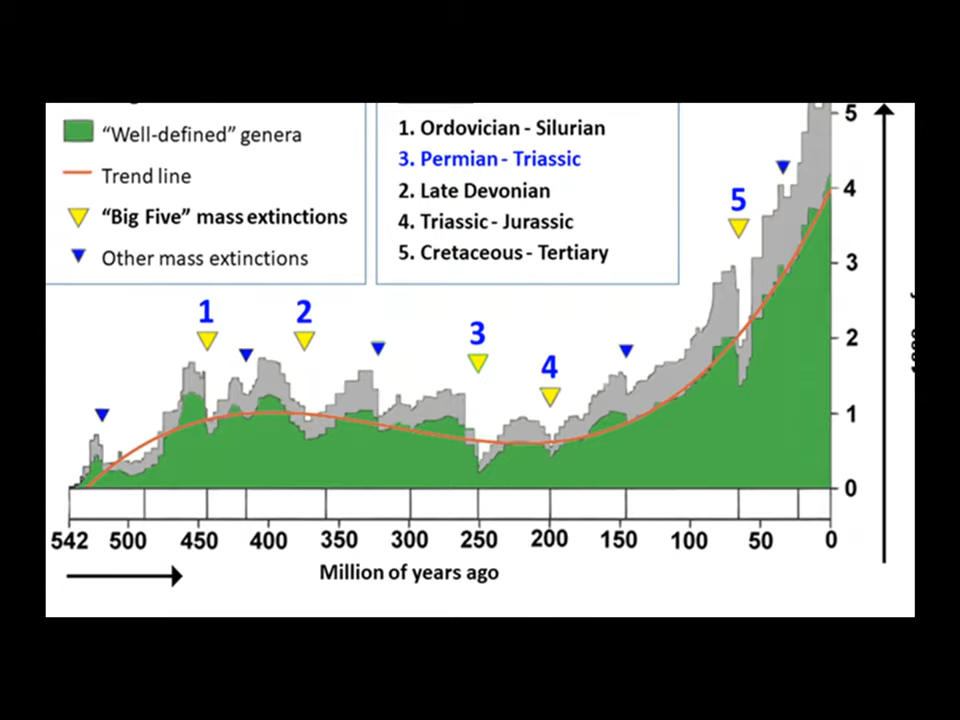 "Well-defined" genera
Trend line
"Big Five" mass extinctions
Other mass extinctions
1. Ordovician - Silurian
3. Permian - Triassic
2. Late Devonian
4. Triassic - Jurassic
5. Cretaceous - Tertiary
1
2
3
4
5
5
4
3
2
1
0
542 500 450 400 350 300 250 200 150 100 50 0
Million of years ago